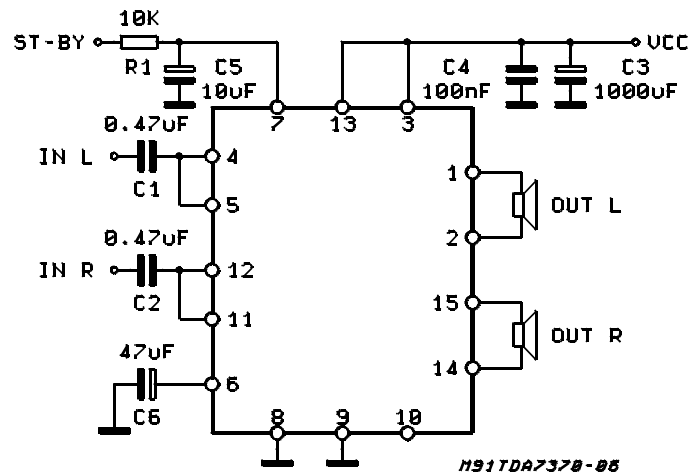 10K
ST-BY
VCC
R1
C5
C4
C3
10uF
100nF
1000uF
7
13
3
0.47uF
IN L
4
C1
1
5
OUT L
0.47uF
2
IN R
12
C2
15
11
OUT R
47uF
14
6
C6
8
9
10
M91TDA7370-06